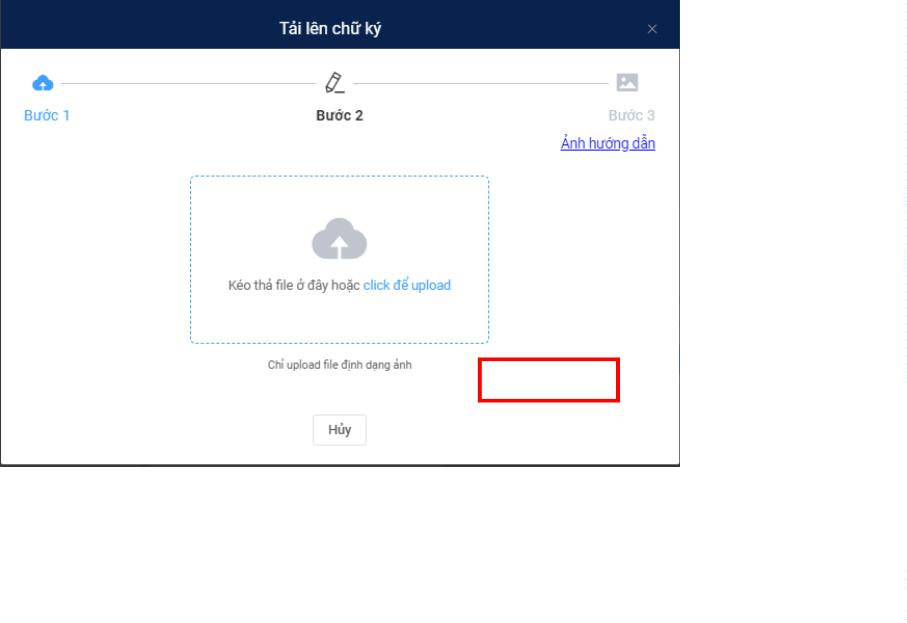 Tải lên chữ ký
Bước 1
Bước 2
Bước 3
Ảnh hướng dẫn
Kéo thả file ở đây hoặc click để upload
Chỉ upload file định dạng ảnh
Hủy